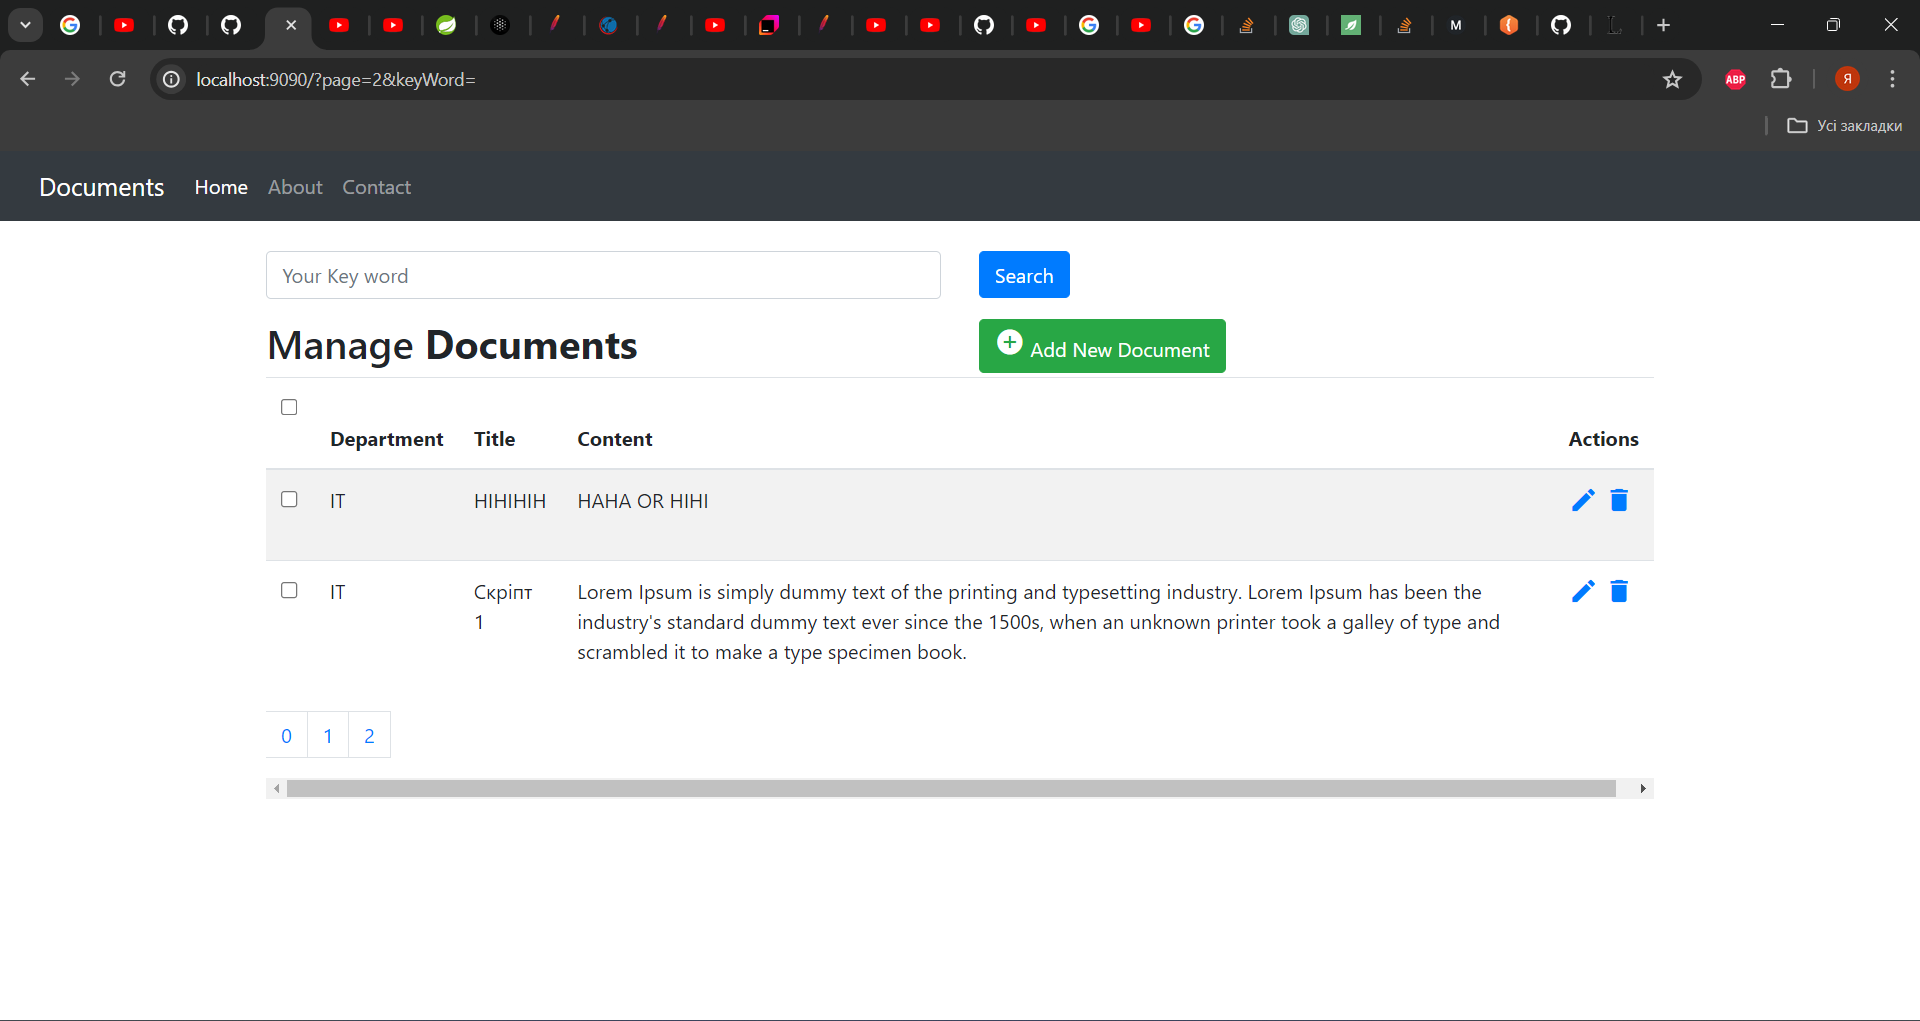 localhost:9090/?page=2&keyWord=
ABP
Я
Усі закладки
Documents Home About Contact
Your Key word
Search
Manage Documents
Add New Document
Department Title Content Actions
IT HIHIHIH HAHA OR HIHI
IT Скріпт Lorem Ipsum is simply dummy text of the printing and typesetting industry. Lorem Ipsum has been the
1 industry's standard dummy text ever since the 1500s, when an unknown printer took a galley of type and
scrambled it to make a type specimen book.
0 1 2